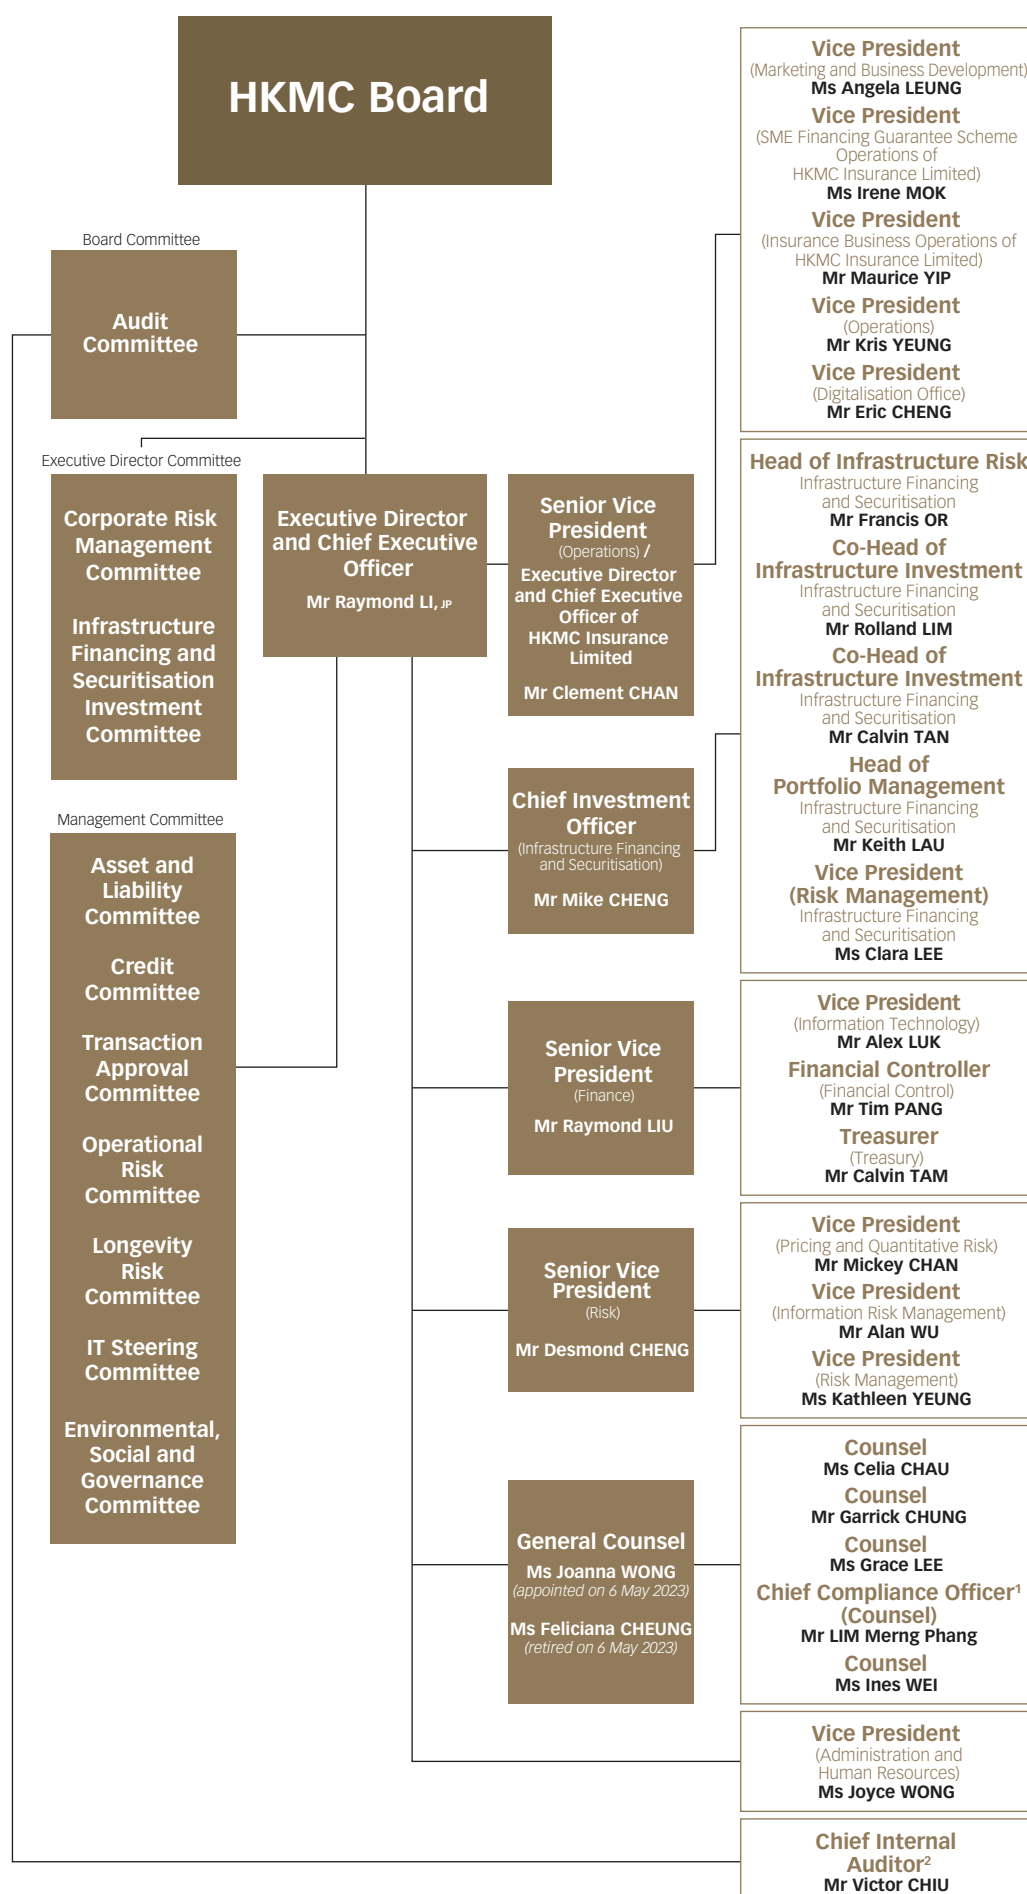 HKMC Board
Board Committee
Audit
Committee
Executive Director Committee
Corporate Risk
Management
Committee
Infrastructure
Financing and
Securitisation
Investment
Committee
Management Committee
Asset and
Liability
Committee
Credit
Committee
Transaction
Approval
Committee
Operational
Risk
Committee
Longevity
Risk
Committee
IT Steering
Committee
Environmental,
Social and
Governance
Committee
Executive Director
and Chief Executive
Officer
Mr Raymond LI, JP
Senior Vice
President
(Operations) /
Executive Director
and Chief Executive
Officer of
HKMC Insurance
Limited
Mr Clement CHAN
Chief Investment
Officer
(Infrastructure Financing
and Securitisation)
Mr Mike CHENG
Senior Vice
President
(Finance)
Mr Raymond LIU
Senior Vice
President
(Risk)
Mr Desmond CHENG
General Counsel
Ms Joanna WONG
(appointed on 6 May 2023)
Ms Feliciana CHEUNG
(retired on 6 May 2023)
Vice President
(Marketing and Business Development)
Ms Angela LEUNG
Vice President
(SME Financing Guarantee Scheme
Operations of
HKMC Insurance Limited)
Ms Irene MOK
Vice President
(Insurance Business Operations of
HKMC Insurance Limited)
Mr Maurice YIP
Vice President
(Operations)
Mr Kris YEUNG
Vice President
(Digitalisation Office)
Mr Eric CHENG
Head of Infrastructure Risk
Infrastructure Financing
and Securitisation
Mr Francis OR
Co-Head of
Infrastructure Investment
Infrastructure Financing
and Securitisation
Mr Rolland LIM
Co-Head of
Infrastructure Investment
Infrastructure Financing
and Securitisation
Mr Calvin TAN
Head of
Portfolio Management
Infrastructure Financing
and Securitisation
Mr Keith LAU
Vice President
(Risk Management)
Infrastructure Financing
and Securitisation
Ms Clara LEE
Vice President
(Information Technology)
Mr Alex LUK
Financial Controller
(Financial Control)
Mr Tim PANG
Treasurer
(Treasury)
Mr Calvin TAM
Vice President
(Pricing and Quantitative Risk)
Mr Mickey CHAN
Vice President
(Information Risk Management)
Mr Alan WU
Vice President
(Risk Management)
Ms Kathleen YEUNG
Counsel
Ms Celia CHAU
Counsel
Mr Garrick CHUNG
Counsel
Ms Grace LEE
Chief Compliance Officer¹
(Counsel)
Mr LIM Merng Phang
Counsel
Ms Ines WEI
Vice President
(Administration and
Human Resources)
Ms Joyce WONG
Chief Internal
Auditor²
Mr Victor CHIU